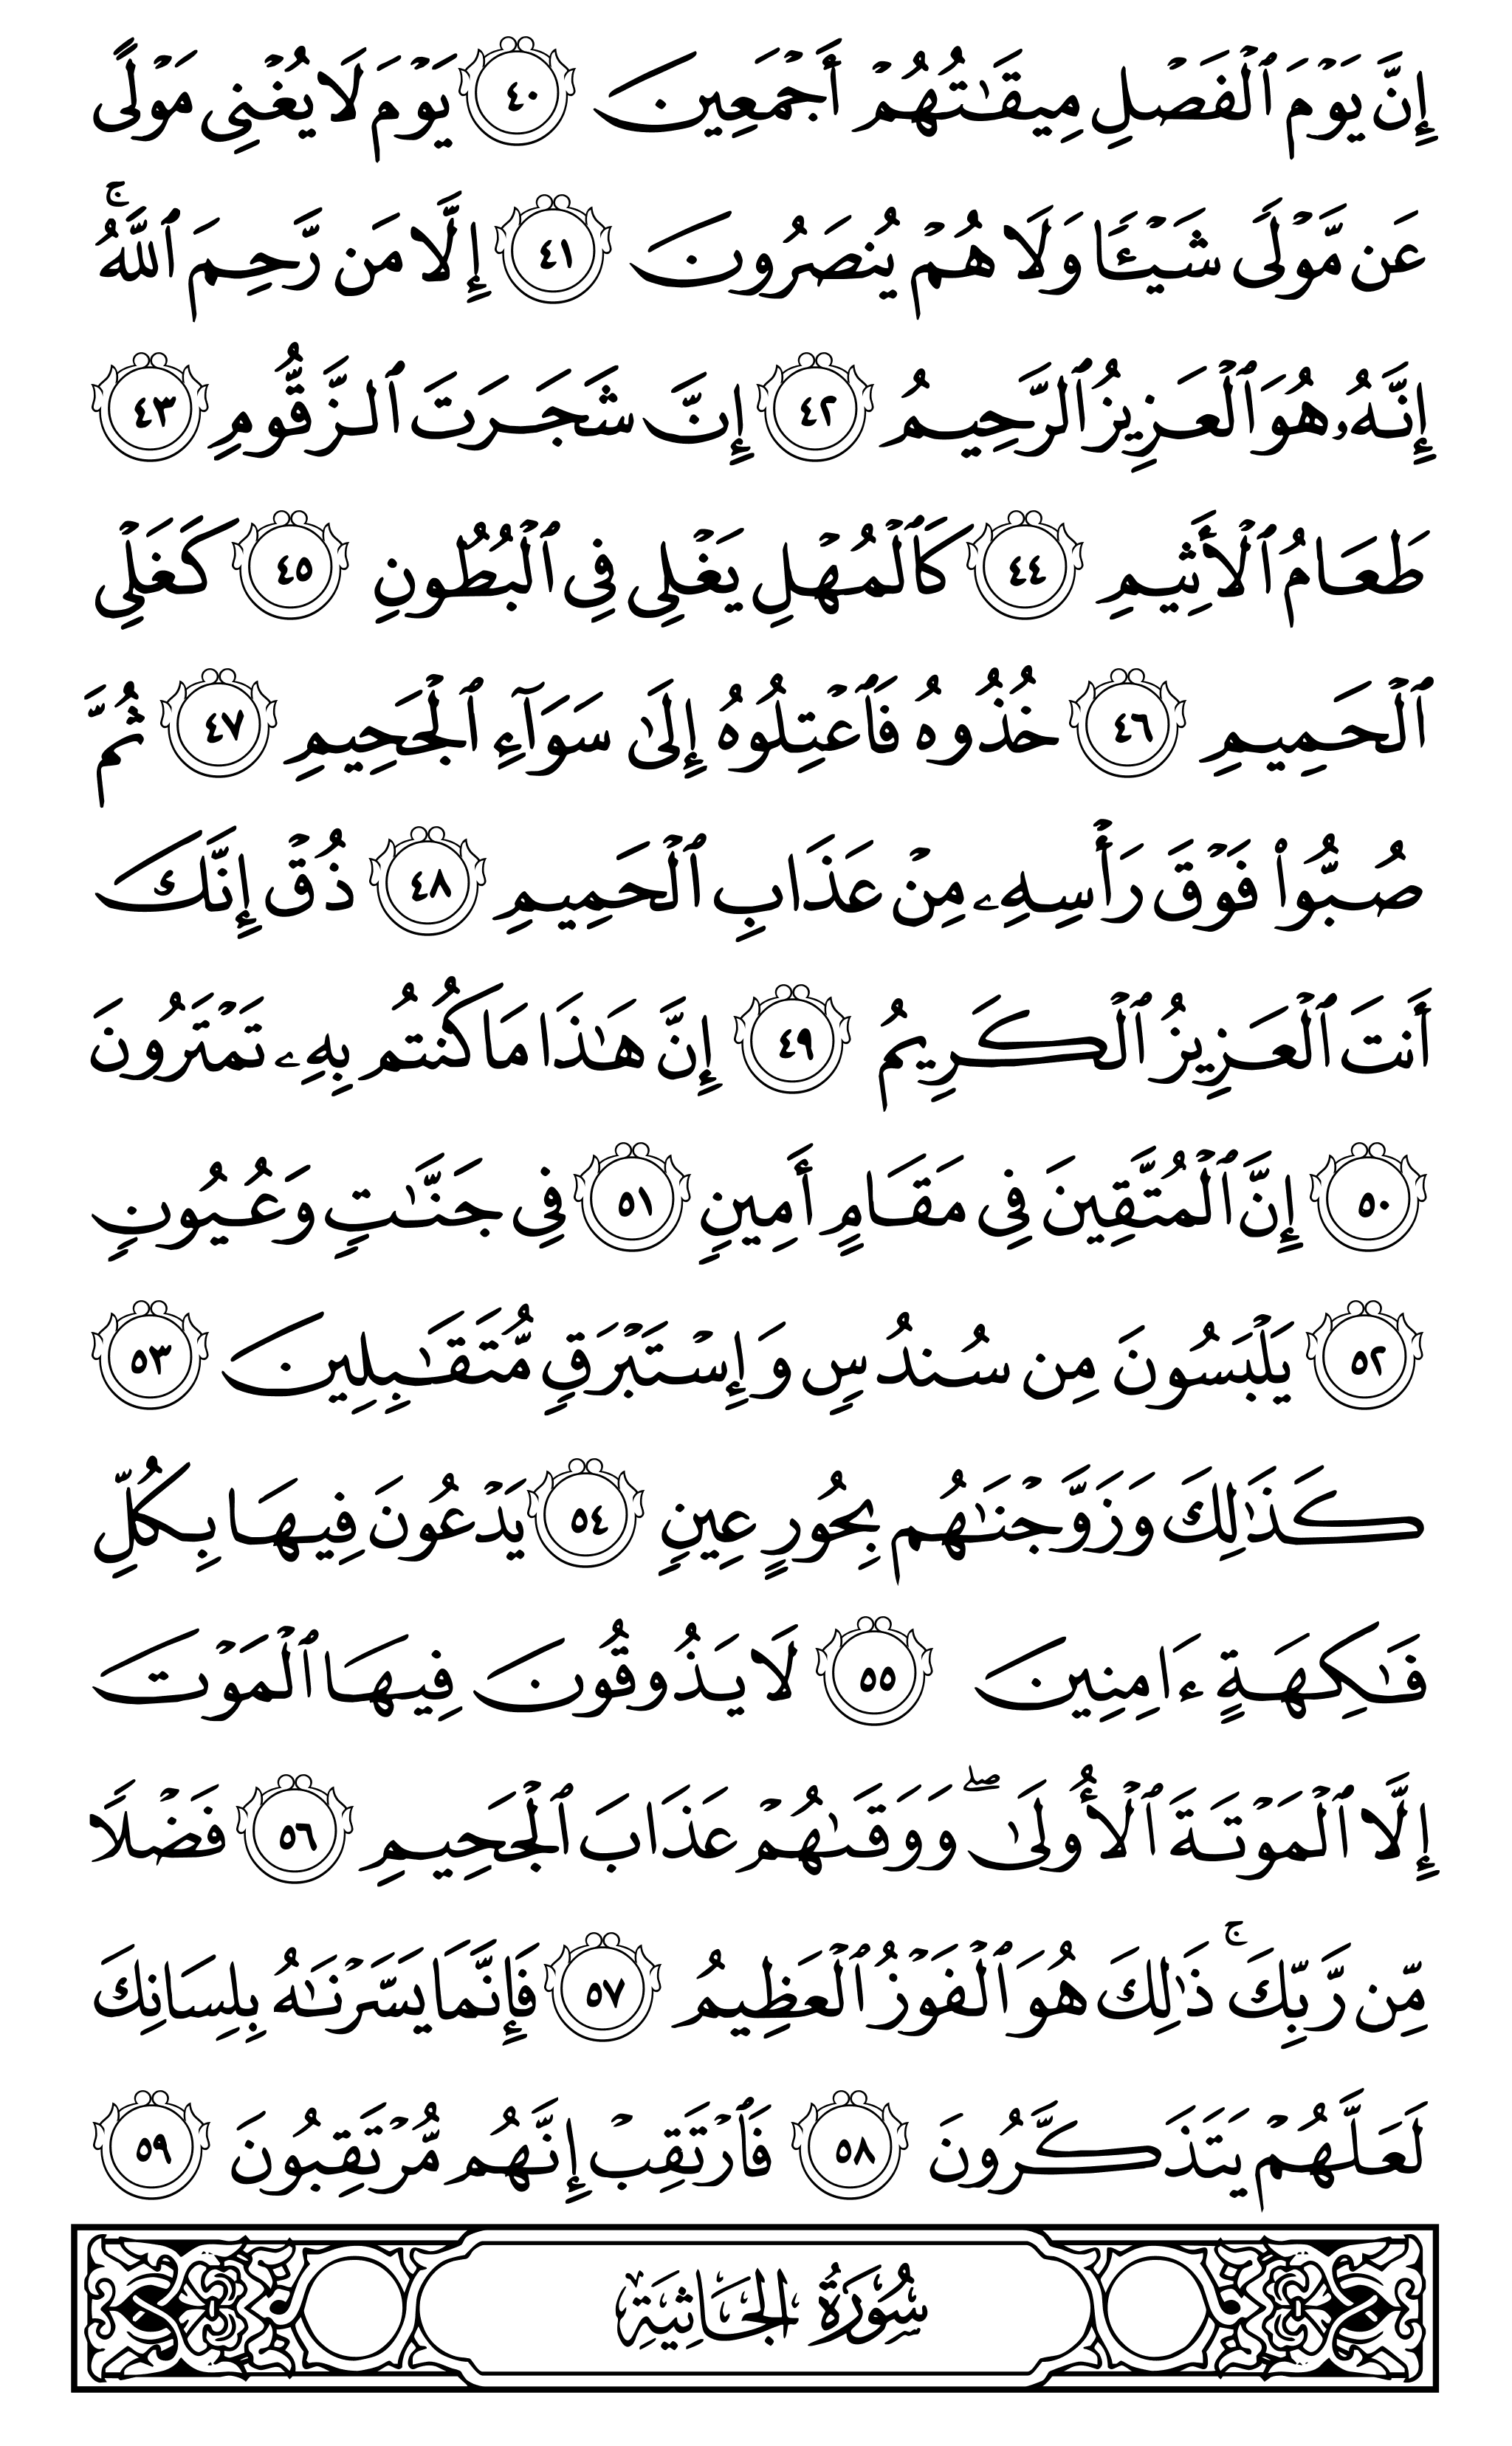 إِنَّ يَوْمَ ٱلْفَصْلِ مِيقَـٰتُهُمْ أَجْمَعِينَ ٤٠ يَوْمَ لَا يُغْنِى مَوْلًى
عَن مَّوْلًى شَيْـًٔا وَلَا هُمْ يُنصَرُونَ ٤١ إِلَّا مَن رَّحِمَ ٱللَّهُ ۚ
إِنَّهُۥ هُوَ ٱلْعَزِيزُ ٱلرَّحِيمُ ٤٢ إِنَّ شَجَرَتَ ٱلزَّقُّومِ ٤٣
طَعَامُ ٱلْأَثِيمِ ٤٤ كَٱلْمُهْلِ يَغْلِى فِى ٱلْبُطُونِ ٤٥ كَغَلْىِ
ٱلْحَمِيمِ ٤٦ خُذُوهُ فَٱعْتِلُوهُ إِلَىٰ سَوَآءِ ٱلْجَحِيمِ ٤٧ ثُمَّ
صُبُّوا۟ فَوْقَ رَأْسِهِۦ مِنْ عَذَابِ ٱلْحَمِيمِ ٤٨ ذُقْ إِنَّكَ
أَنتَ ٱلْعَزِيزُ ٱلْكَرِيمُ ٤٩ إِنَّ هَـٰذَا مَا كُنتُم بِهِۦ تَمْتَرُونَ
٥٠ إِنَّ ٱلْمُتَّقِينَ فِى مَقَامٍ أَمِينٍ ٥١ فِى جَنَّـٰتٍ وَعُيُونٍ
٥٢ يَلْبَسُونَ مِن سُندُسٍ وَإِسْتَبْرَقٍ مُّتَقَـٰبِلِينَ ٥٣
كَذَٰلِكَ وَزَوَّجْنَـٰهُم بِحُورٍ عِينٍ ٥٤ يَدْعُونَ فِيهَا بِكُلِّ
فَـٰكِهَةٍ ءَامِنِينَ ٥٥ لَا يَذُوقُونَ فِيهَا ٱلْمَوْتَ
إِلَّا ٱلْمَوْتَةَ ٱلْأُولَىٰ ۖ وَوَقَىٰهُمْ عَذَابَ ٱلْجَحِيمِ ٥٦ فَضْلًا
مِّن رَّبِّكَ ۚ ذَٰلِكَ هُوَ ٱلْفَوْزُ ٱلْعَظِيمُ ٥٧ فَإِنَّمَا يَسَّرْنَـٰهُ بِلِسَانِكَ
لَعَلَّهُمْ يَتَذَكَّرُونَ ٥٨ فَٱرْتَقِبْ إِنَّهُم مُّرْتَقِبُونَ ٥٩
سُورَةُ الجَاثِيَةِ